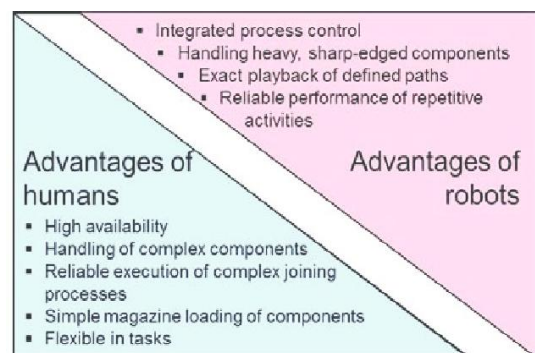 ▪ Integrated process control
▪ Handling heavy, sharp-edged components
▪ Exact playback of defined paths
▪ Reliable performance of repetitive
activities
Advantages of
humans
Advantages of
robots
▪ High availability
▪ Handling of complex components
▪ Reliable execution of complex joining
processes
▪ Simple magazine loading of components
▪ Flexible in tasks